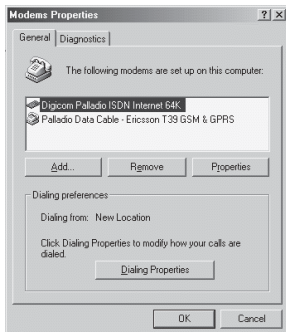 Modems Properties
General Diagnostics
The following modems are set up on this computer:
Digicom Palladio ISDN Internet 64K
Palladio Data Cable - Ericsson T39 GSM & GPRS
Add... Remove Properties
Dialing preferences
Dialing from: New Location
Click Dialing Properties to modify how your calls are
dialed.
Dialing Properties
OK Cancel